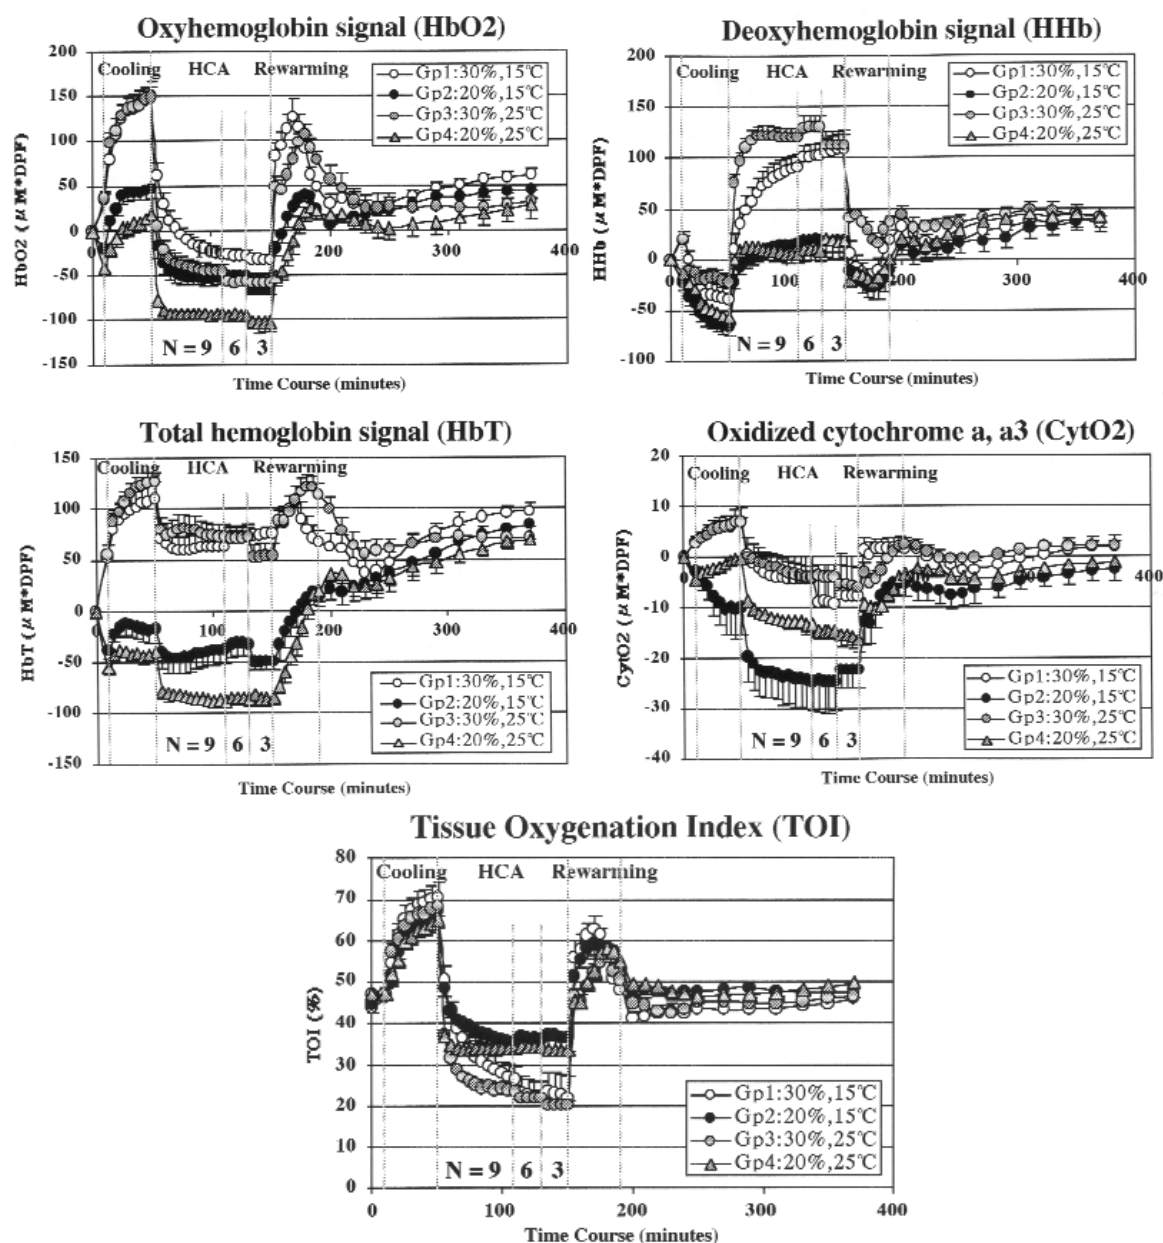 Oxyhemoglobin signal (HbO2)
200
150
100
50
0
-50
-100
-150
HbO2 (μM*DPF)
Cooling HCA Rewarming
Gp1:30%,15℃
Gp2:20%,15℃
Gp3:30%,25℃
Gp4:20%,25℃
N = 9 6 3
0 100 200 300 400
Time Course (minutes)
Deoxyhemoglobin signal (HHb)
200
150
100
50
0
-50
-100
HHb (μM*DPF)
Cooling HCA Rewarming
Gp1:30%,15℃
Gp2:20%,15℃
Gp3:30%,25℃
Gp4:20%,25℃
N = 9 6 3
0 100 200 300 400
Time Course (minutes)
Total hemoglobin signal (HbT)
150
100
50
0
-50
-100
-150
HbT (μM*DPF)
Cooling HCA Rewarming
0 100 200 300 400
Gp1:30%,15℃
Gp2:20%,15℃
Gp3:30%,25℃
Gp4:20%,25℃
N = 9 6 3
Time Course (minutes)
Oxidized cytochrome a, a3 (CytO2)
20
10
0
-10
-20
-30
-40
CytO2 (μM*DPF)
Cooling HCA Rewarming
400
Gp1:30%,15℃
Gp2:20%,15℃
Gp3:30%,25℃
Gp4:20%,25℃
N = 9 6 3
Time Course (minutes)
Tissue Oxygenation Index (TOI)
80
70
60
50
40
30
20
10
0
TOI (%)
Cooling HCA Rewarming
Gp1:30%,15℃
Gp2:20%,15℃
Gp3:30%,25℃
Gp4:20%,25℃
N = 9 6 3
0 100 200 300 400
Time Course (minutes)